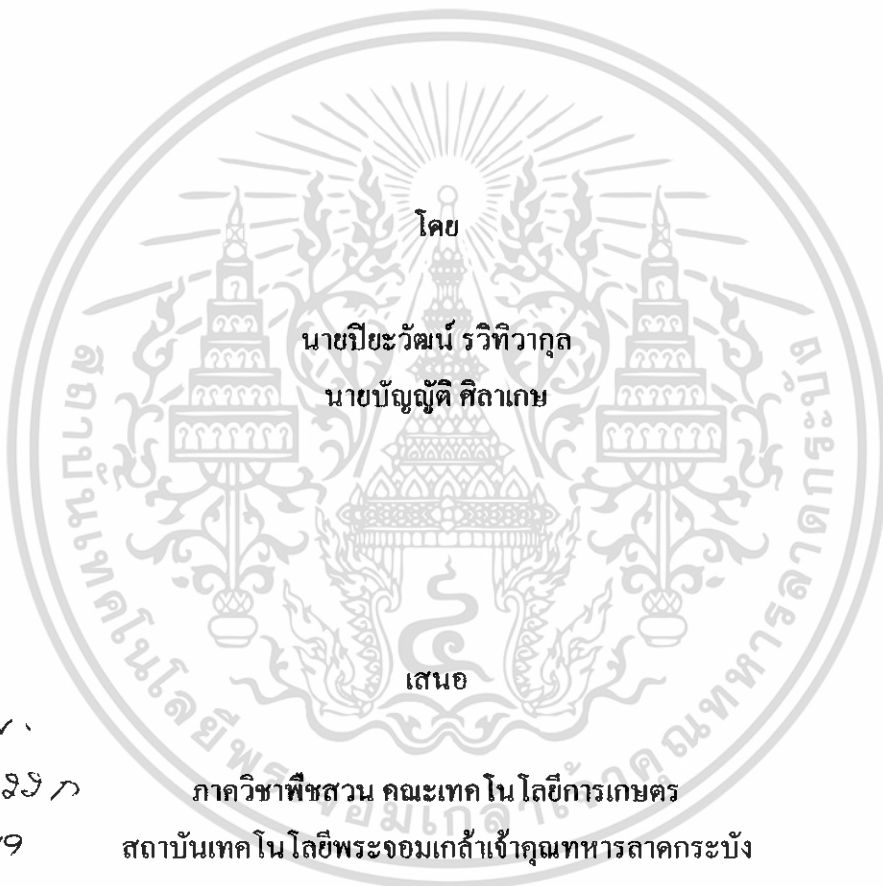 โดย
นายปิยะวัฒน์ รวิทิวากุล
นายบัญญัติ ศิลาเกษ
เสนอ
ภาควิชาพืชสวน คณะเทคโนโลยีการเกษตร
สถาบันเทคโนโลยีพระจอมเกล้าเจ้าคุณทหารลาดกระบัง